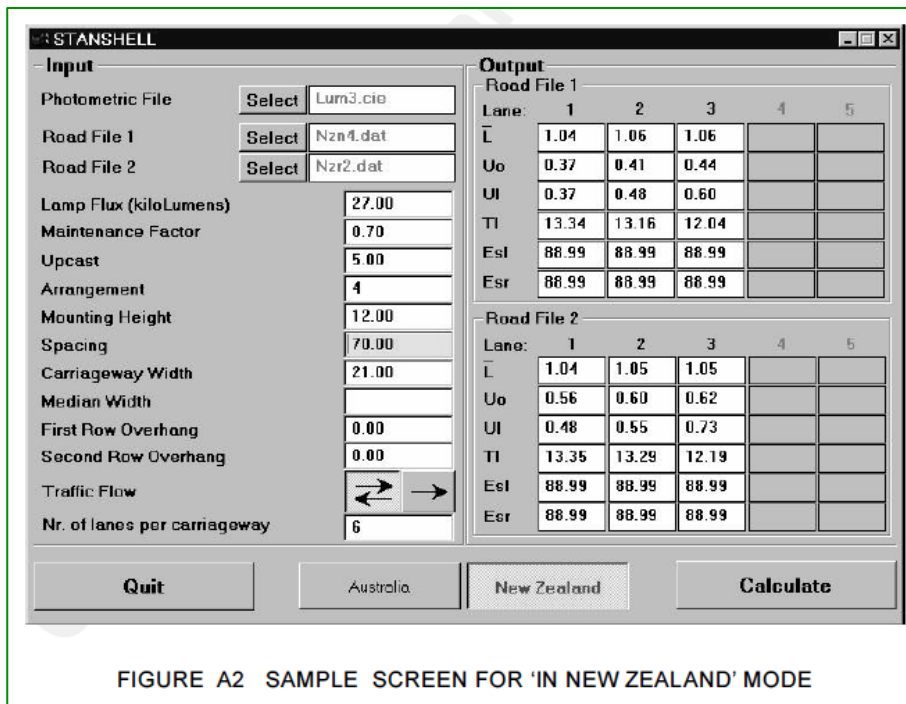 STANSHELL
Input
Photometric File Select Lum3.cie
Road File 1 Select Nzn4.dat
Road File 2 Select Nzr2.dat
Lamp Flux (kiloLumens) 27.00
Maintenance Factor 0.70
Upcast 5.00
Arrangement 4
Mounting Height 12.00
Spacing 70.00
Carriageway Width 21.00
Median Width
First Row Overhang 0.00
Second Row Overhang 0.00
Traffic Flow
Nr. of lanes per carriageway 6
Output
Road File 1
Lane: 1 2 3 4 5
L̅ 1.04 1.06 1.06
Uo 0.37 0.41 0.44
Ul 0.37 0.48 0.60
TI 13.34 13.16 12.04
Esl 88.99 88.99 88.99
Esr 88.99 88.99 88.99
Road File 2
Lane: 1 2 3 4 5
L̅ 1.04 1.05 1.05
Uo 0.56 0.60 0.62
Ul 0.48 0.55 0.73
TI 13.35 13.29 12.19
Esl 88.99 88.99 88.99
Esr 88.99 88.99 88.99
Quit Australia New Zealand Calculate
FIGURE A2 SAMPLE SCREEN FOR ‘IN NEW ZEALAND’ MODE